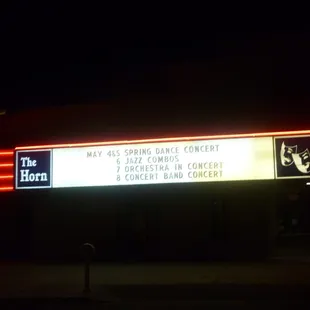 The
Horn
MAY 4&5 SPRING DANCE CONCERT
6 JAZZ COMBOS
7 ORCHESTRA IN CONCERT
8 CONCERT BAND CONCERT